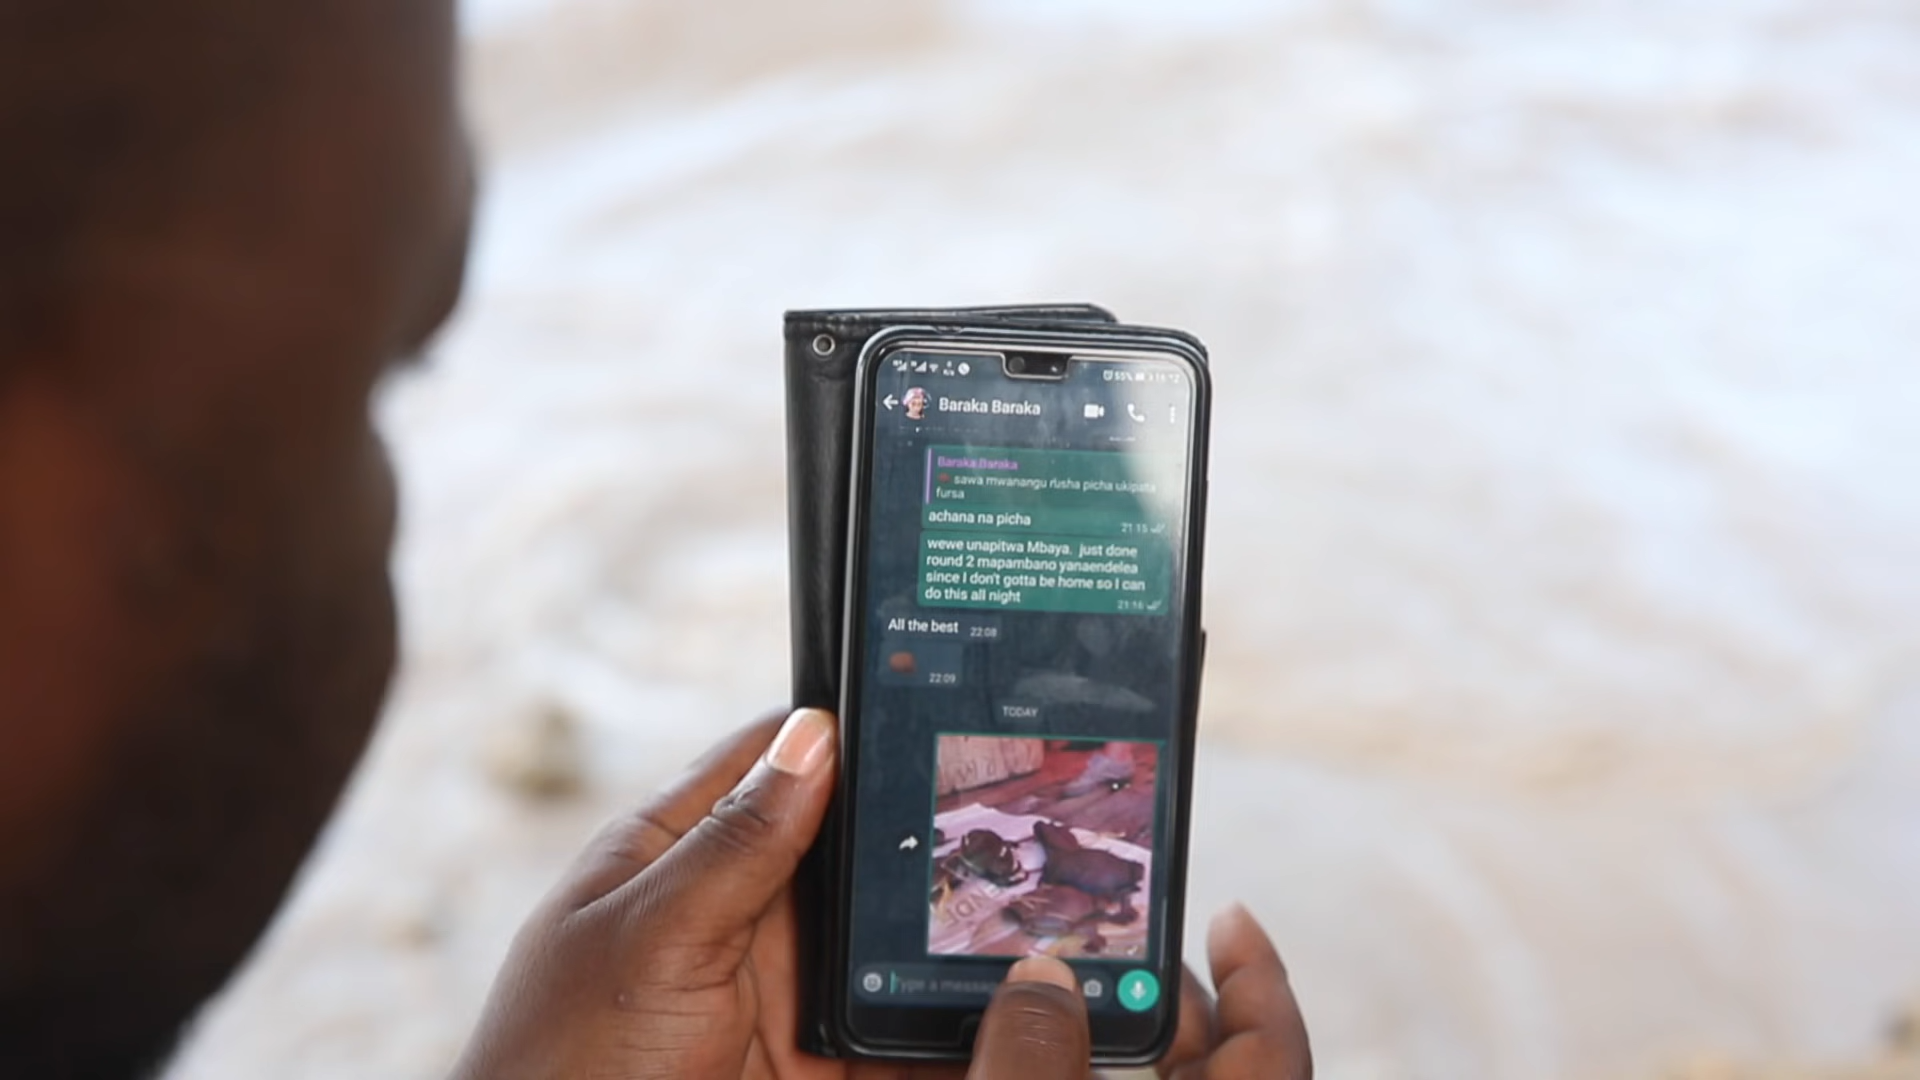 55%
Baraka Baraka
Baraka Baraka
sawa mwanangu rusha picha ukipata
fursa
achana na picha
21:15
wewe unapitwa Mbaya. just done
round 2 mapambano yanaendelea
since I don't gotta be home so I can
do this all night
21:16
All the best
22:08
22:09
TODAY
Type a message